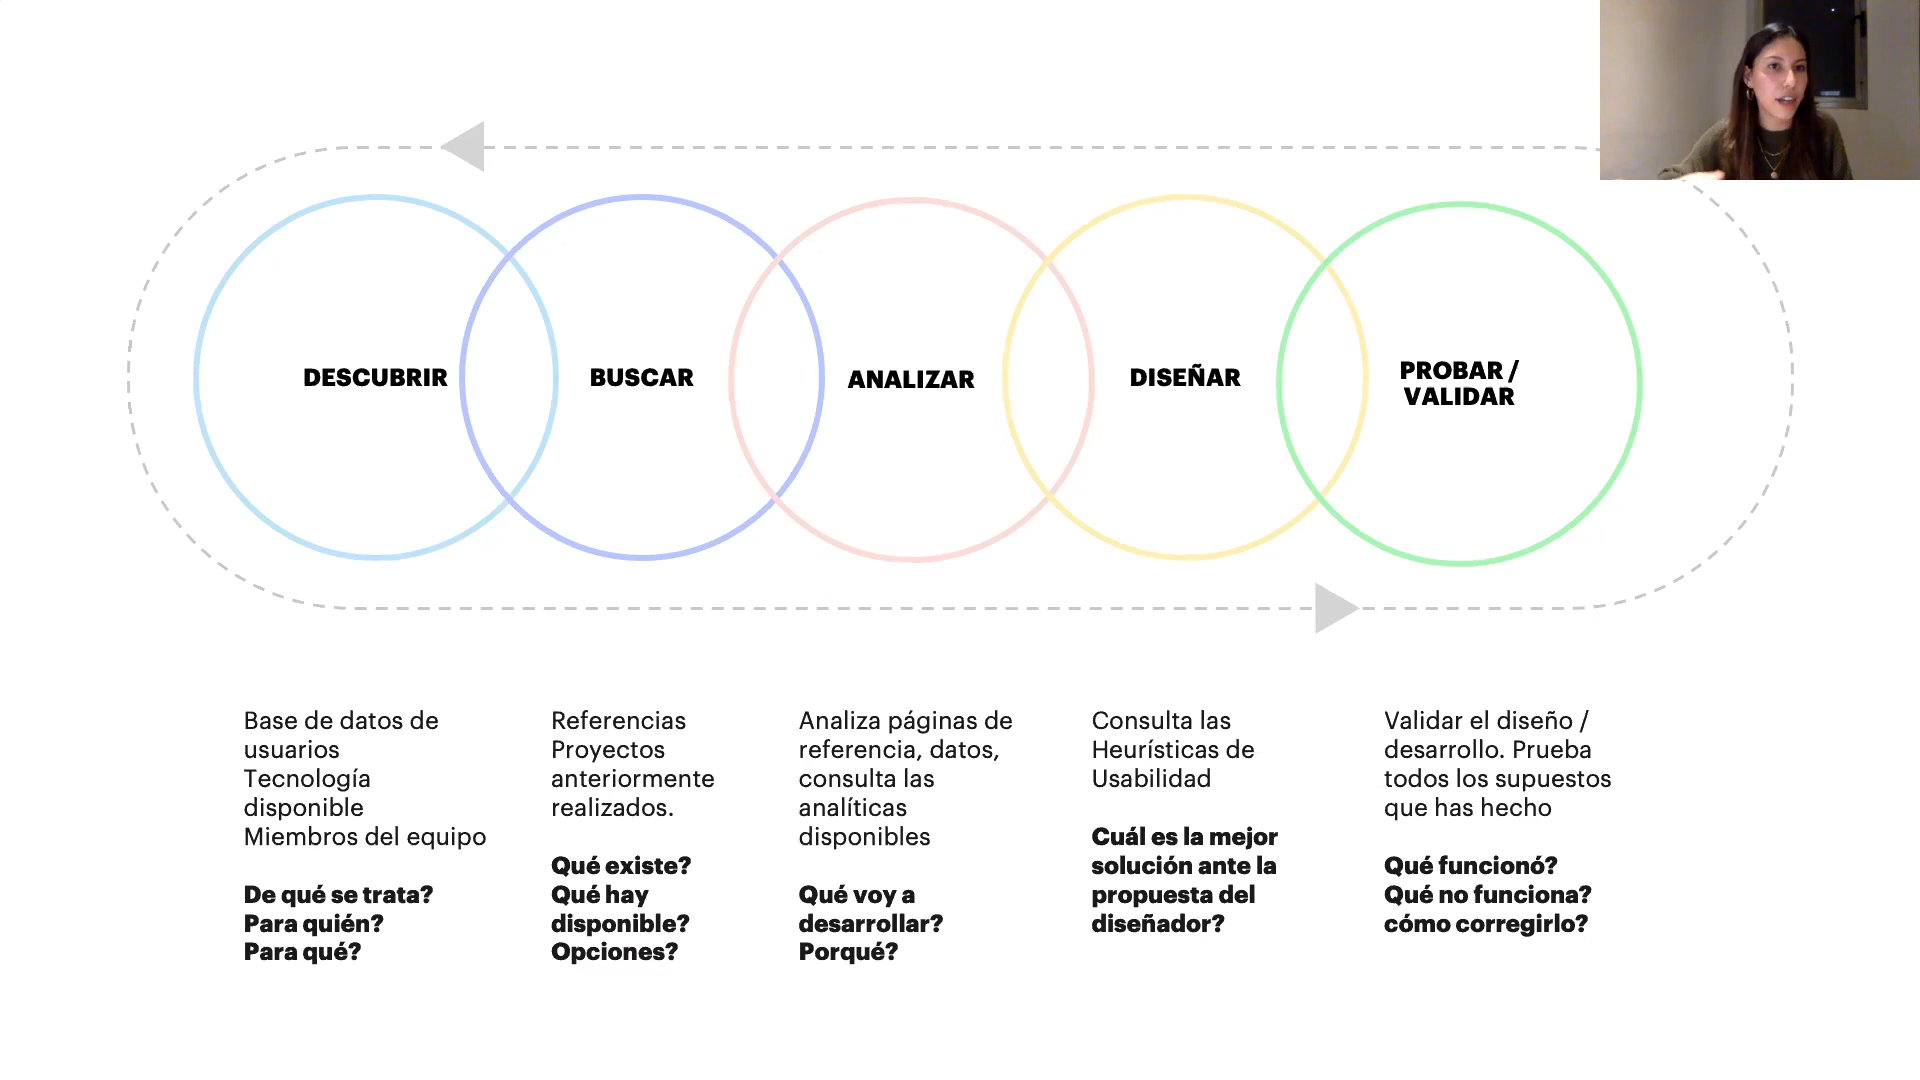 DESCUBRIR
BUSCAR
ANALIZAR
DISEÑAR
PROBAR /
VALIDAR
Base de datos de
usuarios
Tecnología
disponible
Miembros del equipo
De qué se trata?
Para quién?
Para qué?
Referencias
Proyectos
anteriormente
realizados.
Qué existe?
Qué hay
disponible?
Opciones?
Analiza páginas de
referencia, datos,
consulta las
analíticas
disponibles
Qué voy a
desarrollar?
Porqué?
Consulta las
Heurísticas de
Usabilidad
Cuál es la mejor
solución ante la
propuesta del
diseñador?
Validar el diseño /
desarrollo. Prueba
todos los supuestos
que has hecho
Qué funcionó?
Qué no funciona?
cómo corregirlo?